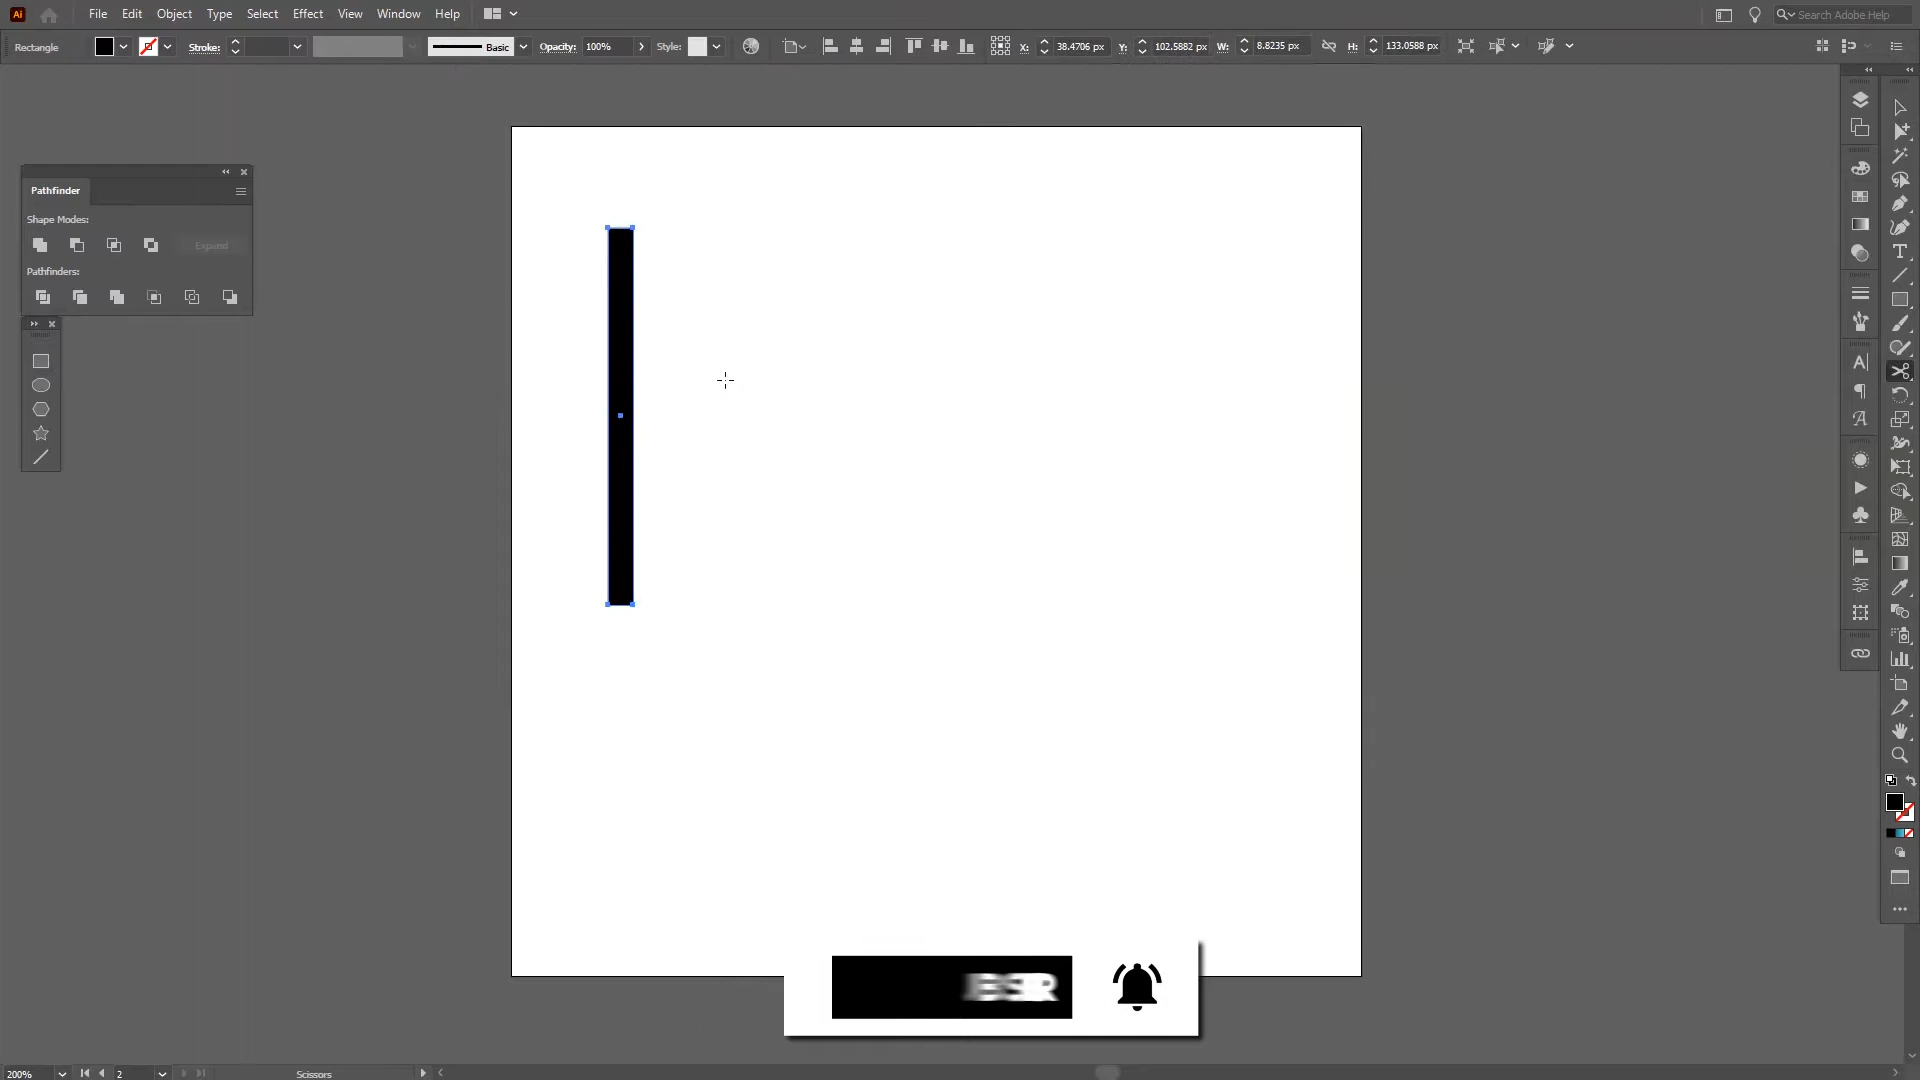 Ai File Edit Object Type Select Effect View Window Help Search Adobe Help
Rectangle Stroke: Basic Opacity: 100% Style: X: 38.4706 px Y: 102.5882 px W: 8.8235 px H: 133.0588 px
Pathfinder
Shape Modes:
Expand
Pathfinders:
200% 2 Scissors